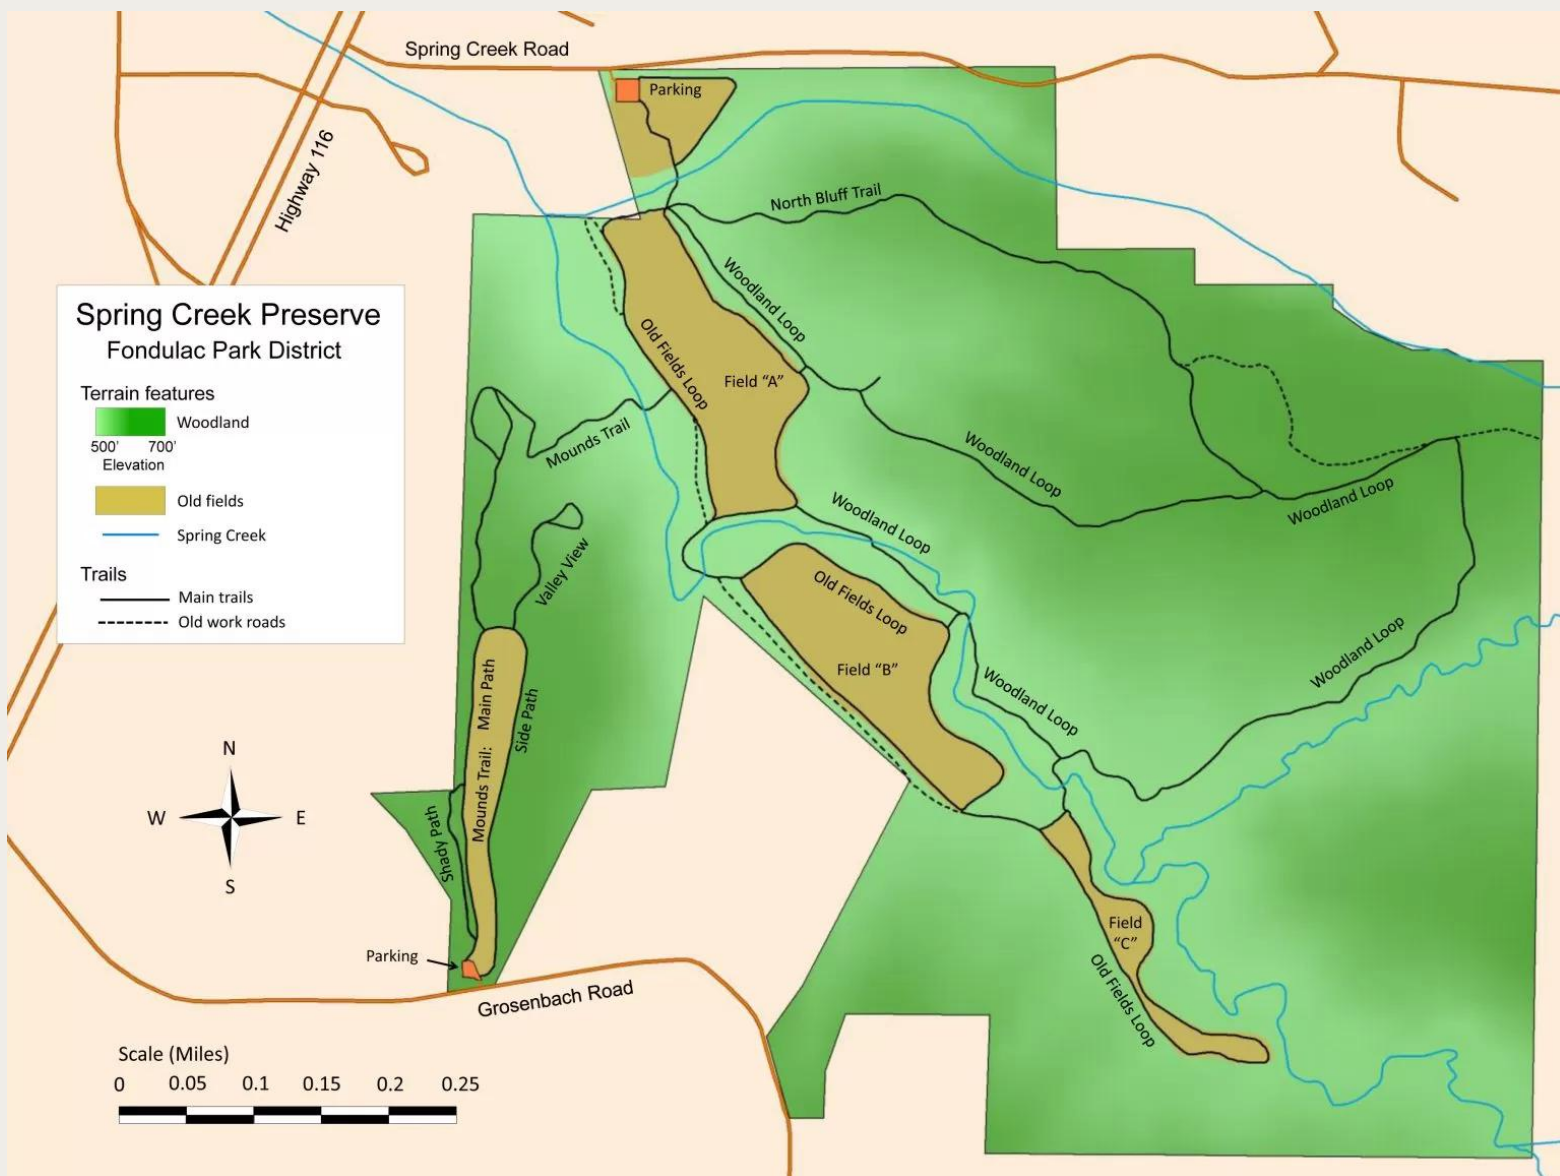 Spring Creek Road
Parking
Highway 116
North Bluff Trail
Woodland Loop
Spring Creek Preserve
Fondulac Park District
Terrain features
Woodland
500' 700'
Elevation
Old fields
Spring Creek
Trails
Main trails
Old work roads
Old Fields Loop
Field “A”
Mounds Trail
Woodland Loop
Woodland Loop
Woodland Loop
Valley View
Old Fields Loop
Field “B”
Woodland Loop
Woodland Loop
Mounds Trail: Main Path
Side Path
Shady Path
N
W E
S
Field
“C”
Old Fields Loop
Parking
Grosenbach Road
Scale (Miles)
0 0.05 0.1 0.15 0.2 0.25